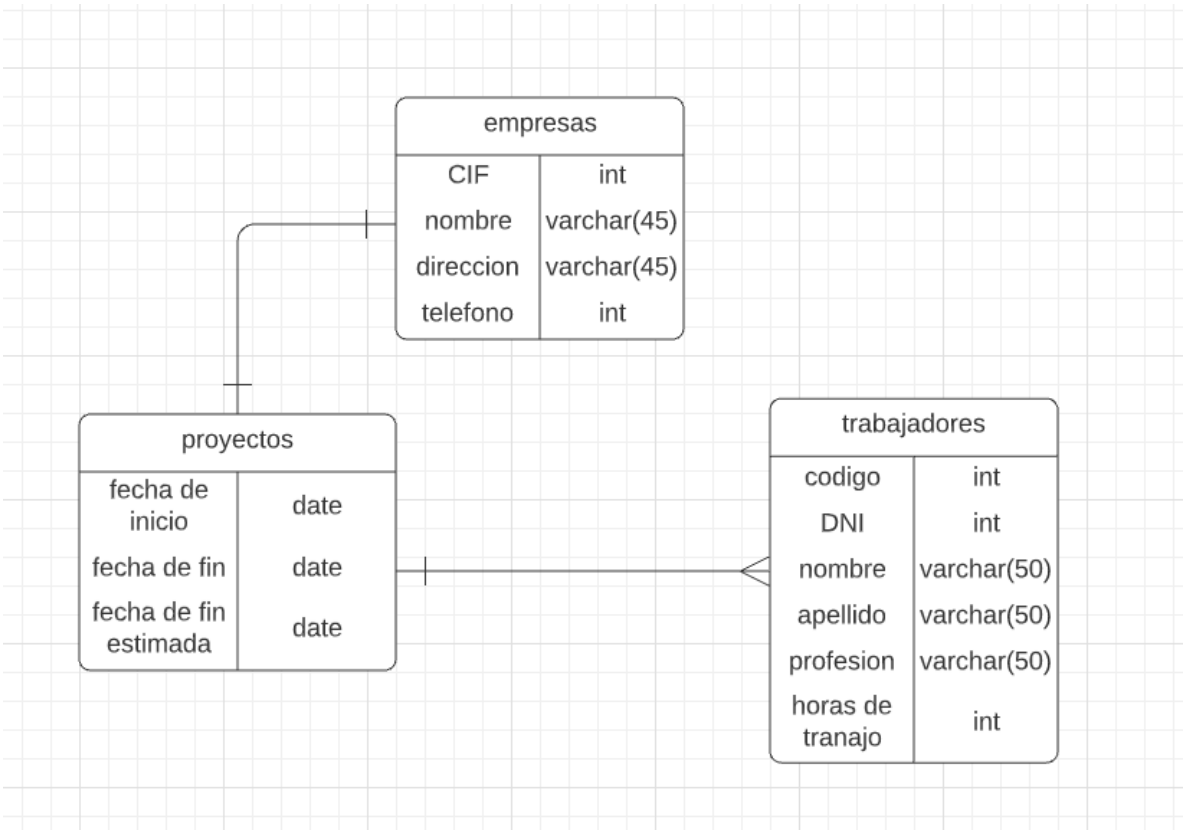 empresas
CIF int
nombre varchar(45)
direccion varchar(45)
telefono int
proyectos
fecha de
inicio
date
fecha de fin date
fecha de fin
estimada
date
trabajadores
codigo int
DNI int
nombre varchar(50)
apellido varchar(50)
profesion varchar(50)
horas de
tranajo
int